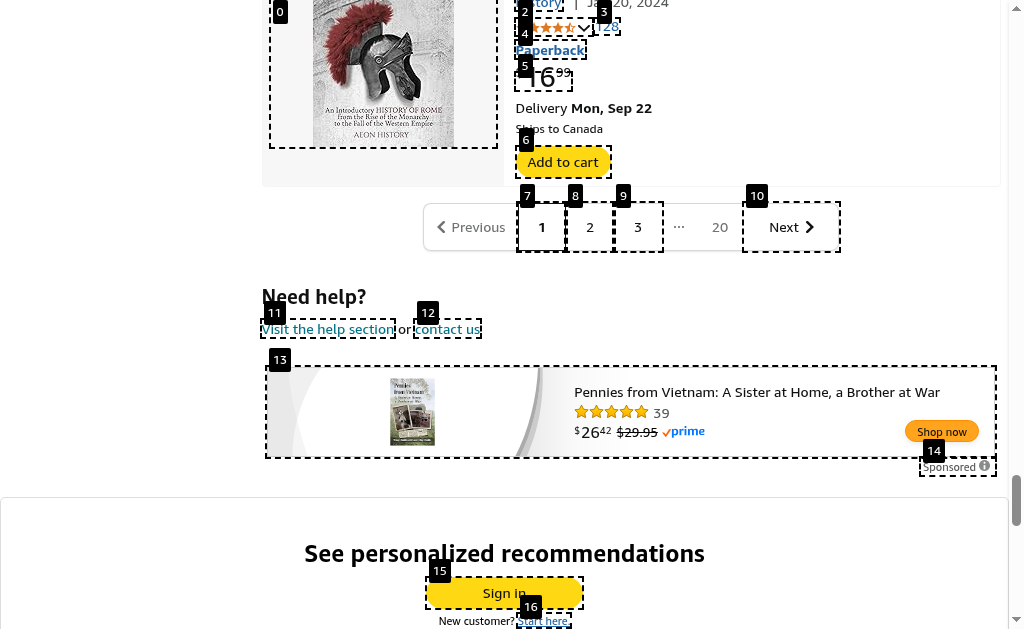 History | Jan 20, 2024
0
2
3
128
4
Paperback
5
16 99
An Introductory HISTORY OF ROME
from the Rise of the Monarchy
to the Fall of the Western Empire
AEON HISTORY
Delivery Mon, Sep 22
Ships to Canada
6
Add to cart
7 8 9 10
Previous 1 2 3 ... 20 Next
Need help?
11 12
Visit the help section or contact us
13
Pennies from Vietnam: A Sister at Home, a Brother at War
39
$26 42 $29.95 prime
Shop now
14
Sponsored
See personalized recommendations
15
Sign in
16
New customer? Start here.